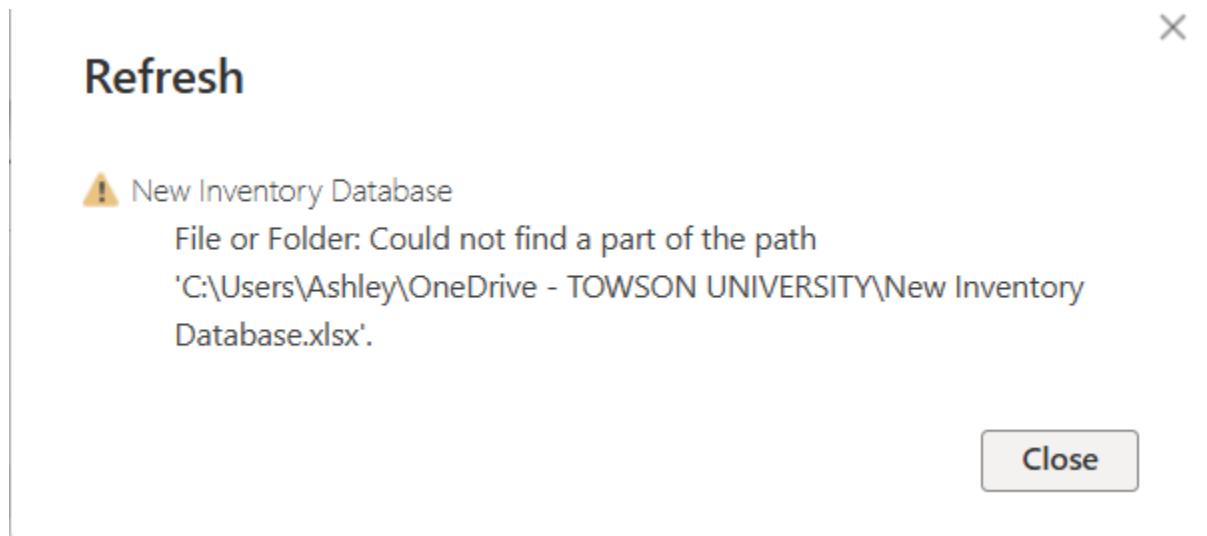 Refresh
New Inventory Database
File or Folder: Could not find a part of the path
'C:\Users\Ashley\OneDrive - TOWSON UNIVERSITY\New Inventory
Database.xlsx'.
Close